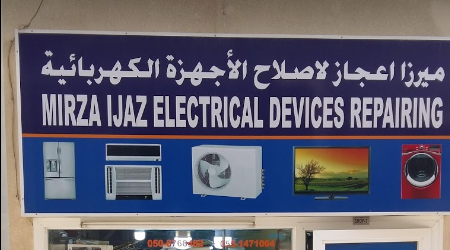 ميرزا اعجاز لاصلاح الأجهزة الكهربائية
MIRZA IJAZ ELECTRICAL DEVICES REPAIRING